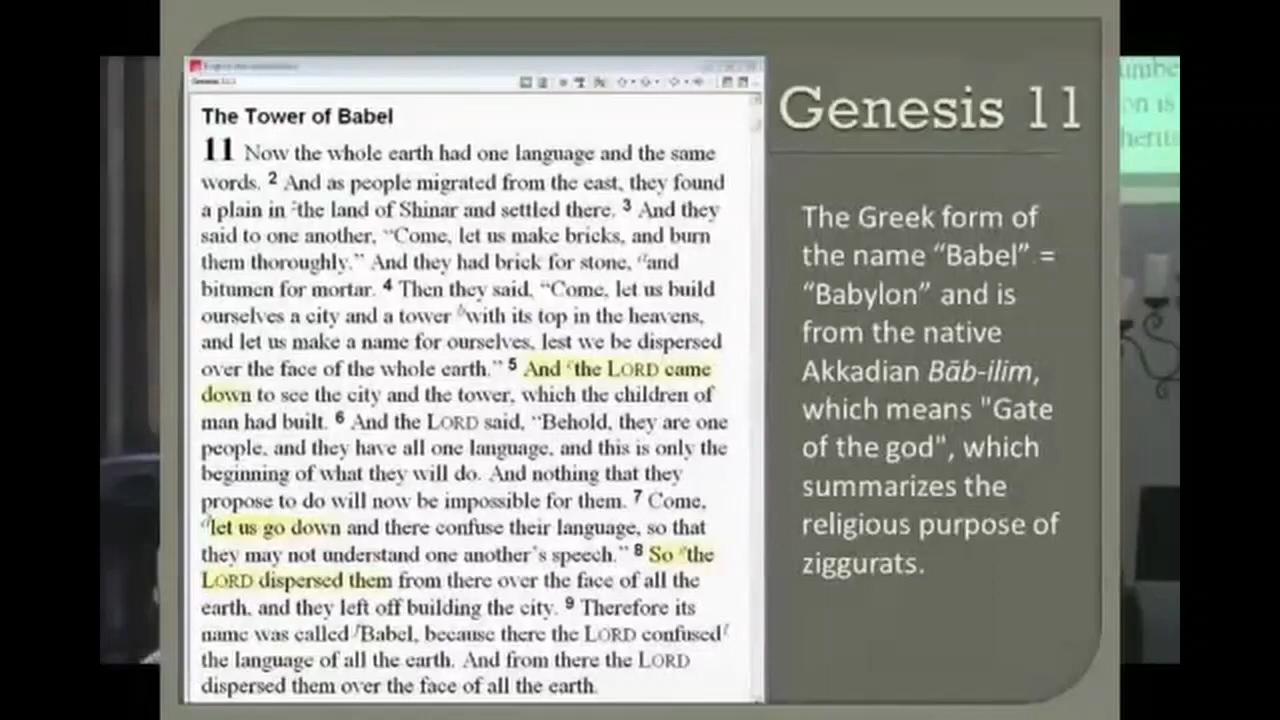 The Tower of Babel
11 Now the whole earth had one language and the same
words. 2 And as people migrated from the east, they found
a plain in the land of Shinar and settled there. 3 And they
said to one another, “Come, let us make bricks, and burn
them thoroughly.” And they had brick for stone, and
bitumen for mortar. 4 Then they said, “Come, let us build
ourselves a city and a tower with its top in the heavens,
and let us make a name for ourselves, lest we be dispersed
over the face of the whole earth.” 5 And the LORD came
down to see the city and the tower, which the children of
man had built. 6 And the LORD said, “Behold, they are one
people, and they have all one language, and this is only the
beginning of what they will do. And nothing that they
propose to do will now be impossible for them. 7 Come,
let us go down and there confuse their language, so that
they may not understand one another's speech.” 8 So the
LORD dispersed them from there over the face of all the
earth, and they left off building the city. 9 Therefore its
name was called Babel, because there the LORD confused
the language of all the earth. And from there the LORD
dispersed them over the face of all the earth.
Genesis 11
The Greek form of
the name “Babel” =
“Babylon” and is
from the native
Akkadian Bāb-ilim,
which means "Gate
of the god", which
summarizes the
religious purpose of
ziggurats.
on is